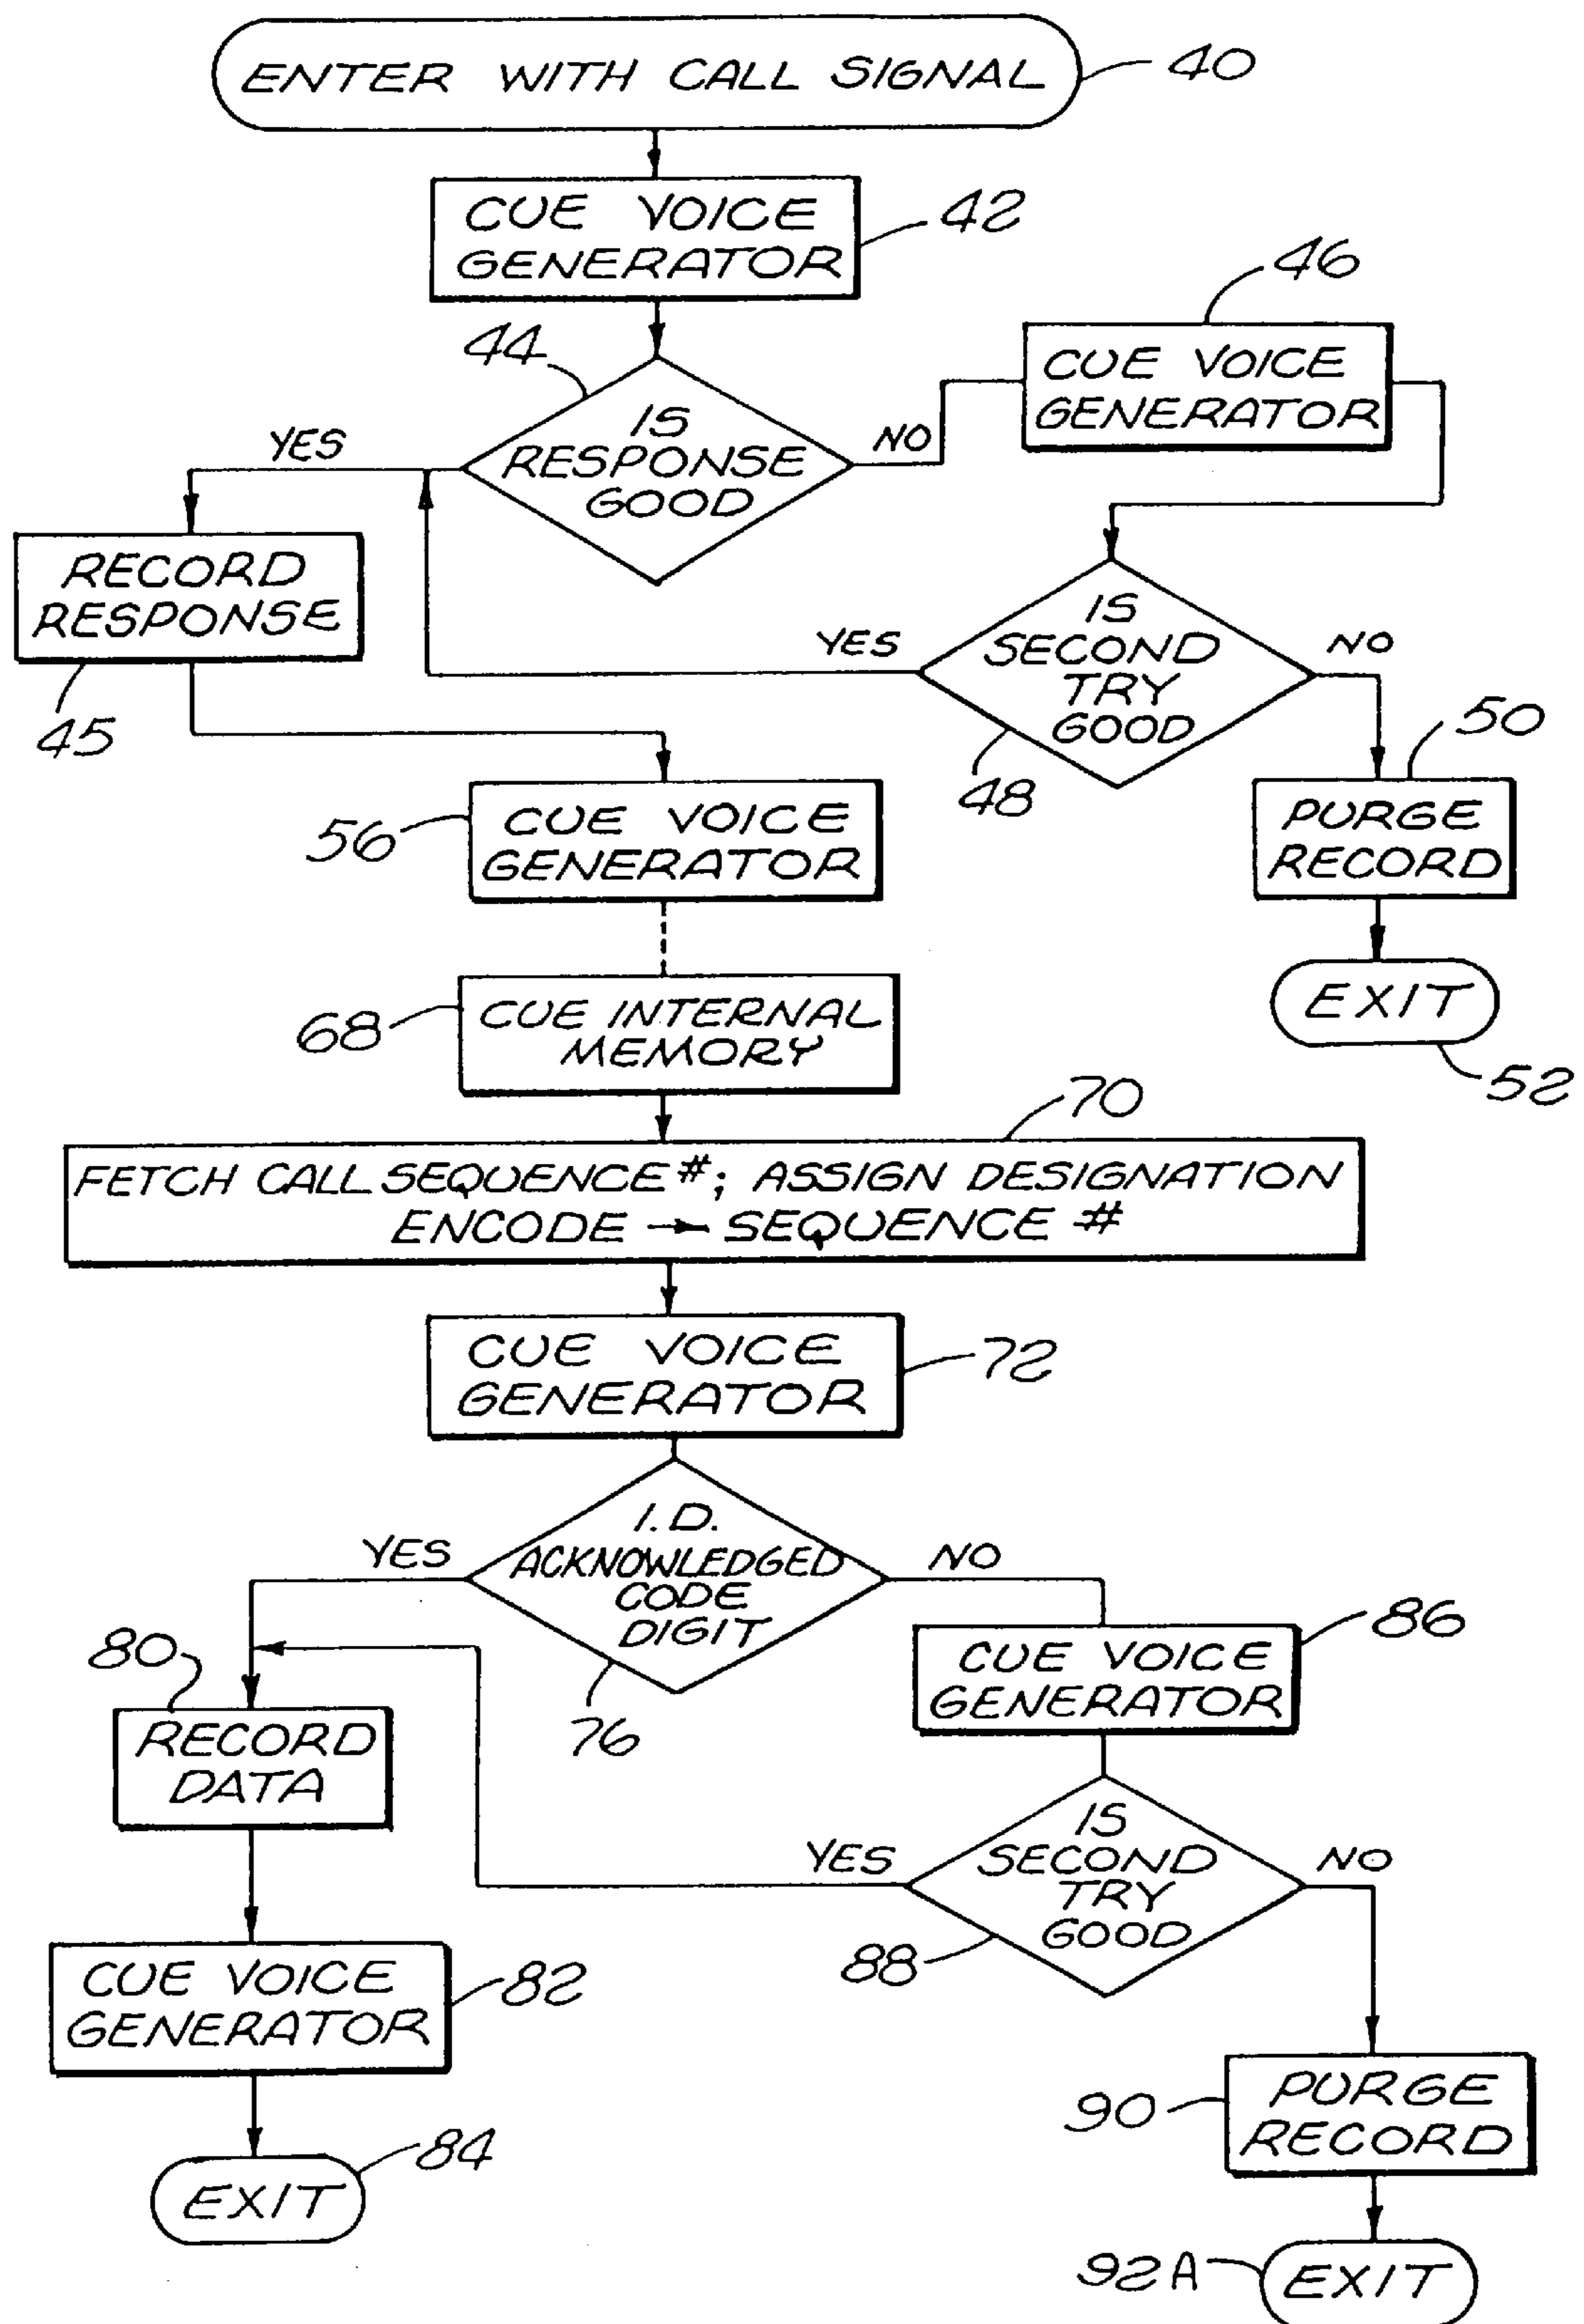 ENTER WITH CALL SIGNAL
40
CUE VOICE
GENERATOR
42
44
IS
RESPONSE
GOOD
YES
NO
46
CUE VOICE
GENERATOR
RECORD
RESPONSE
45
IS
SECOND
TRY
GOOD
YES
NO
48
50
PURGE
RECORD
EXIT
52
56
CUE VOICE
GENERATOR
68
CUE INTERNAL
MEMORY
70
FETCH CALL SEQUENCE #; ASSIGN DESIGNATION
ENCODE → SEQUENCE #
CUE VOICE
GENERATOR
72
I.D.
ACKNOWLEDGED
CODE
DIGIT
YES
NO
76
80
RECORD
DATA
86
CUE VOICE
GENERATOR
IS
SECOND
TRY
GOOD
YES
NO
88
CUE VOICE
GENERATOR
82
EXIT
84
90
PURGE
RECORD
92A
EXIT